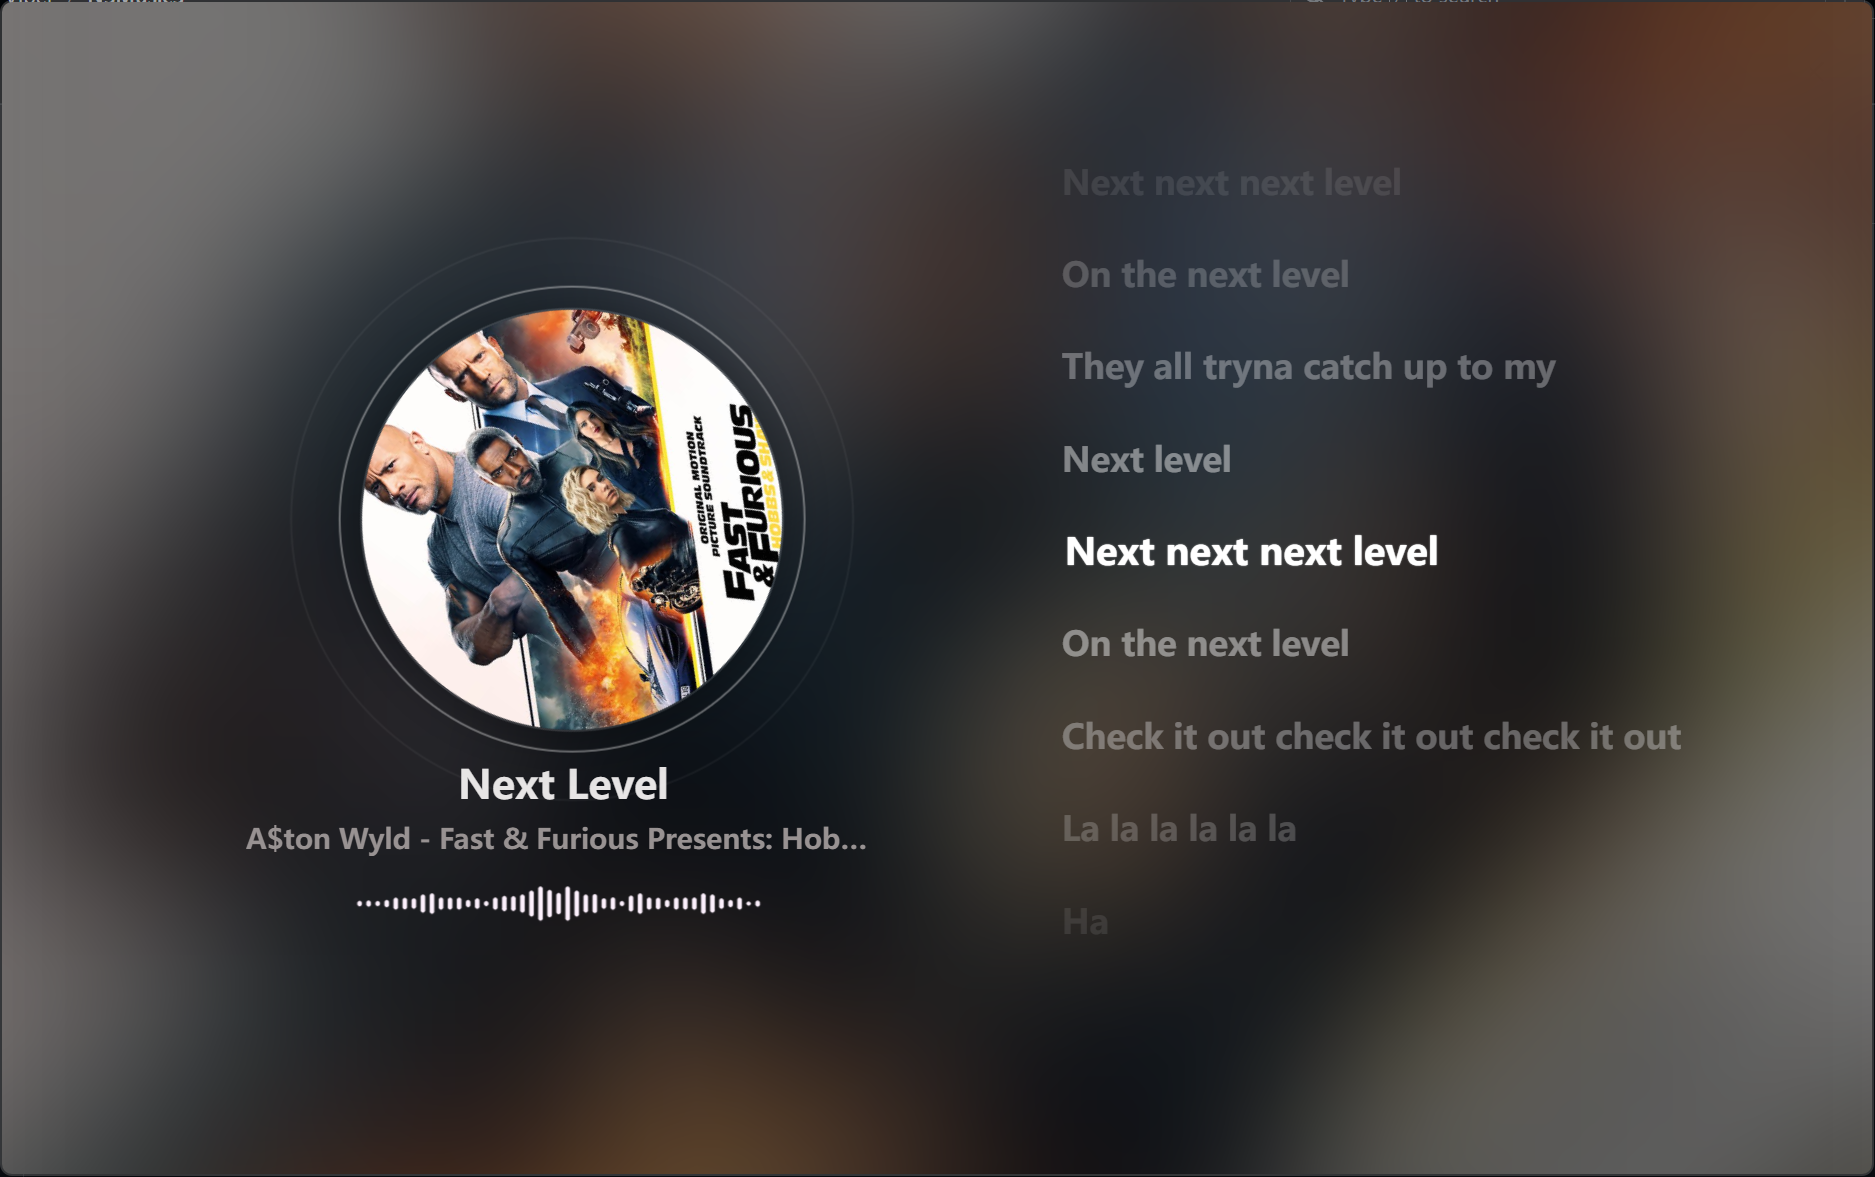 ORIGINAL MOTION
PICTURE SOUNDTRACK
FAST
& FURIOUS
HOBBS &
Next Level
A$ton Wyld - Fast & Furious Presents: Hob...
Next next next level
On the next level
They all tryna catch up to my
Next level
Next next next level
On the next level
Check it out check it out check it out
La la la la la la
Ha